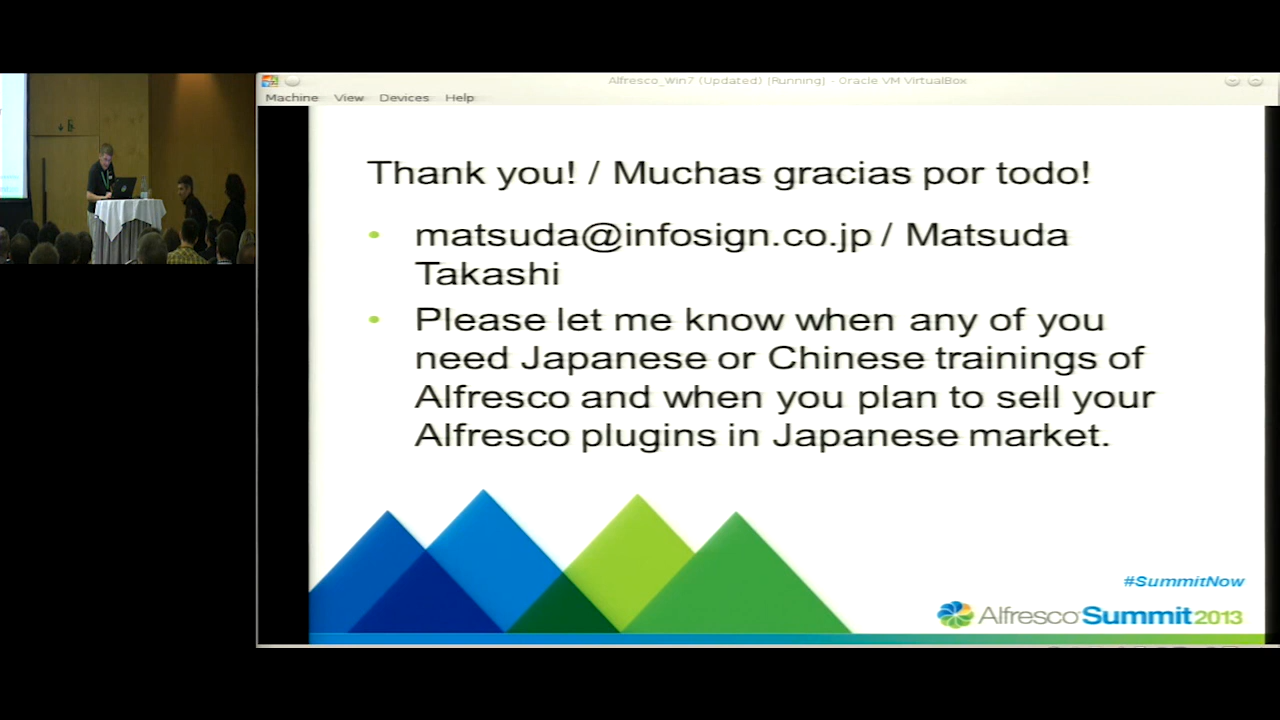 Alfresco_Win7 (Updated) [Running] - Oracle VM VirtualBox
Machine View Devices Help
Thank you! / Muchas gracias por todo!
• matsuda@infosign.co.jp / Matsuda
Takashi
• Please let me know when any of you
need Japanese or Chinese trainings of
Alfresco and when you plan to sell your
Alfresco plugins in Japanese market.
#SummitNow
Alfresco Summit 2013